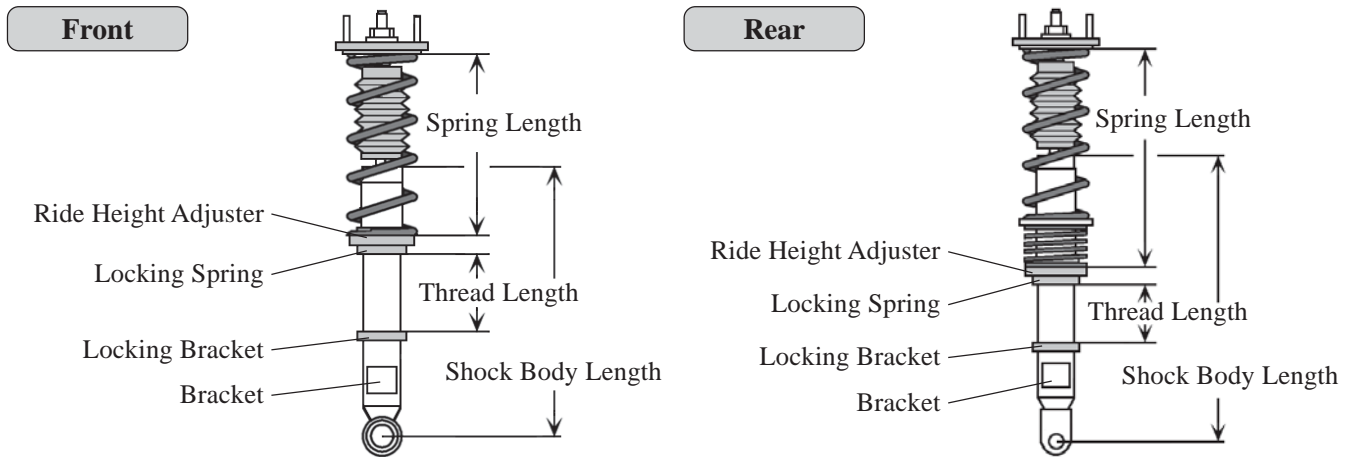 Front
Spring Length
Ride Height Adjuster
Locking Spring
Thread Length
Locking Bracket
Shock Body Length
Bracket
Rear
Spring Length
Ride Height Adjuster
Locking Spring
Thread Length
Locking Bracket
Shock Body Length
Bracket